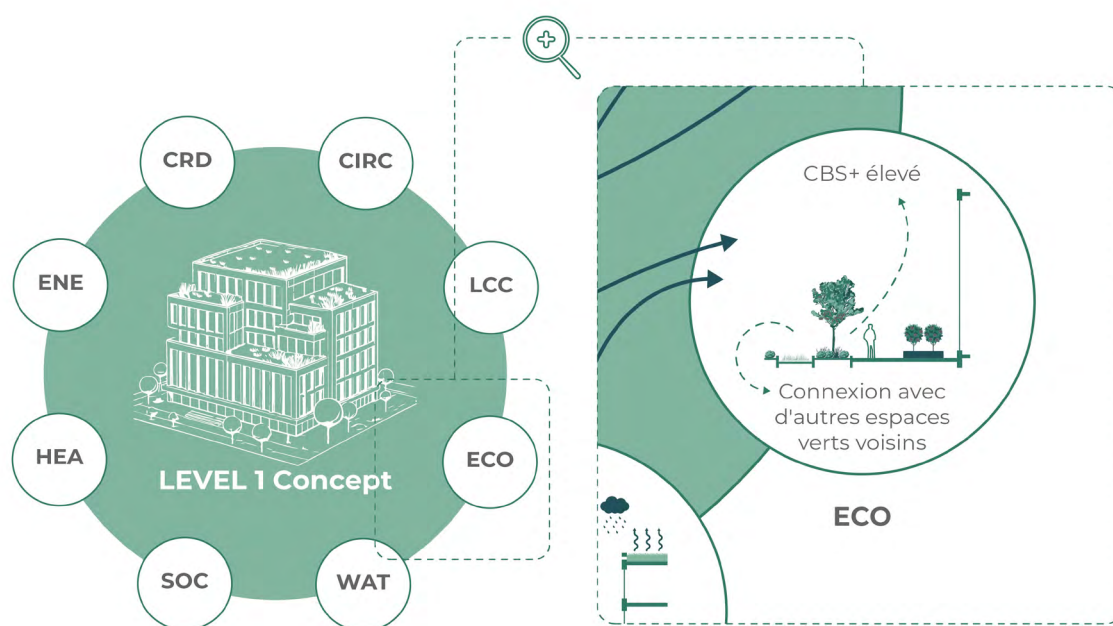 CRD
CIRC
ENE
LCC
HEA
ECO
LEVEL 1 Concept
SOC
WAT
CBS+ élevé
Connexion avec
d'autres espaces
verts voisins
ECO